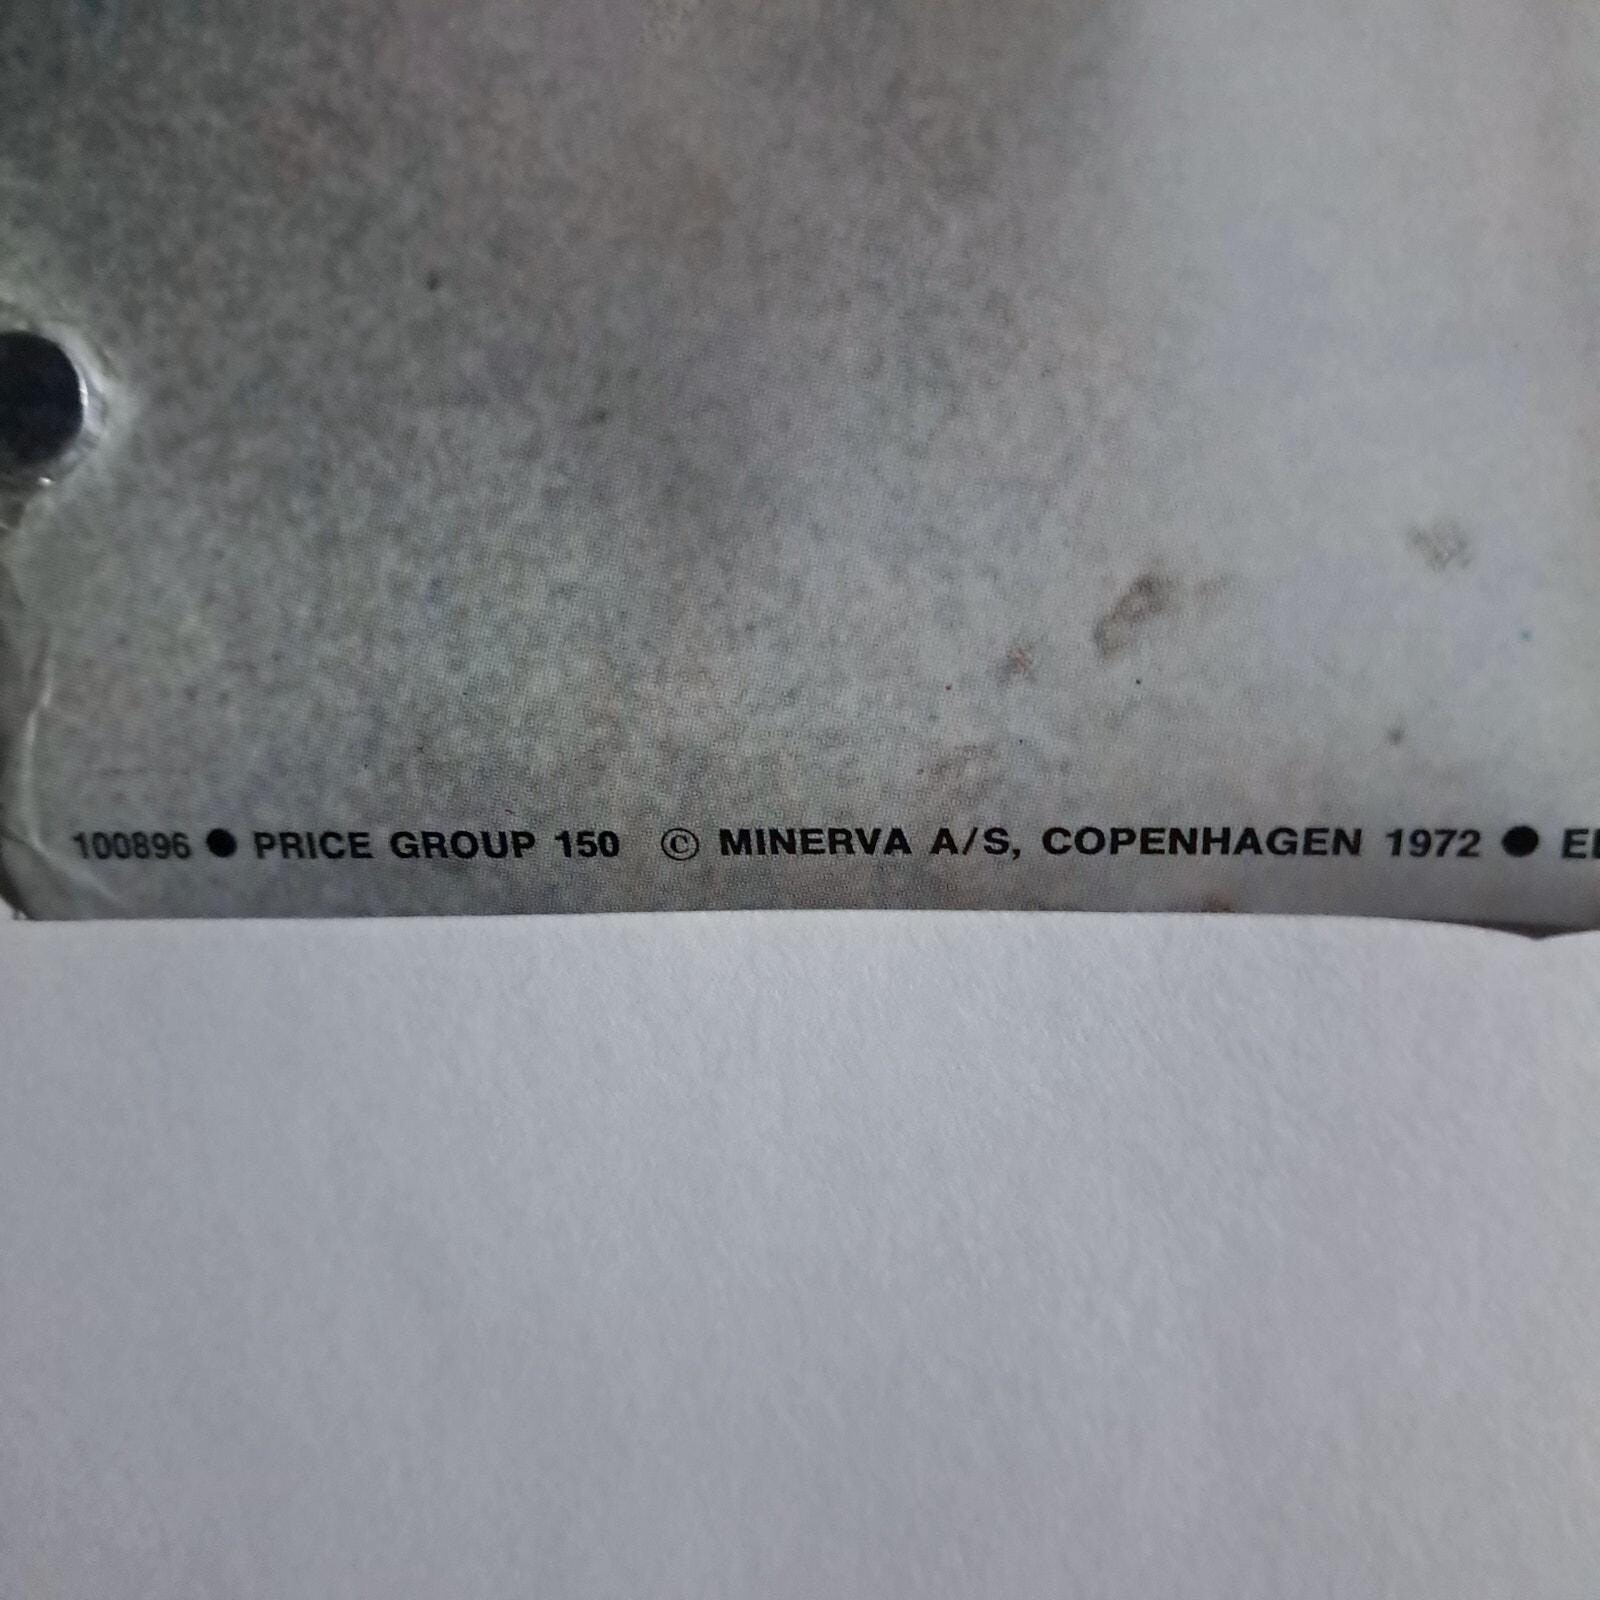 100896 ● PRICE GROUP 150 © MINERVA A/S, COPENHAGEN 1972 ●